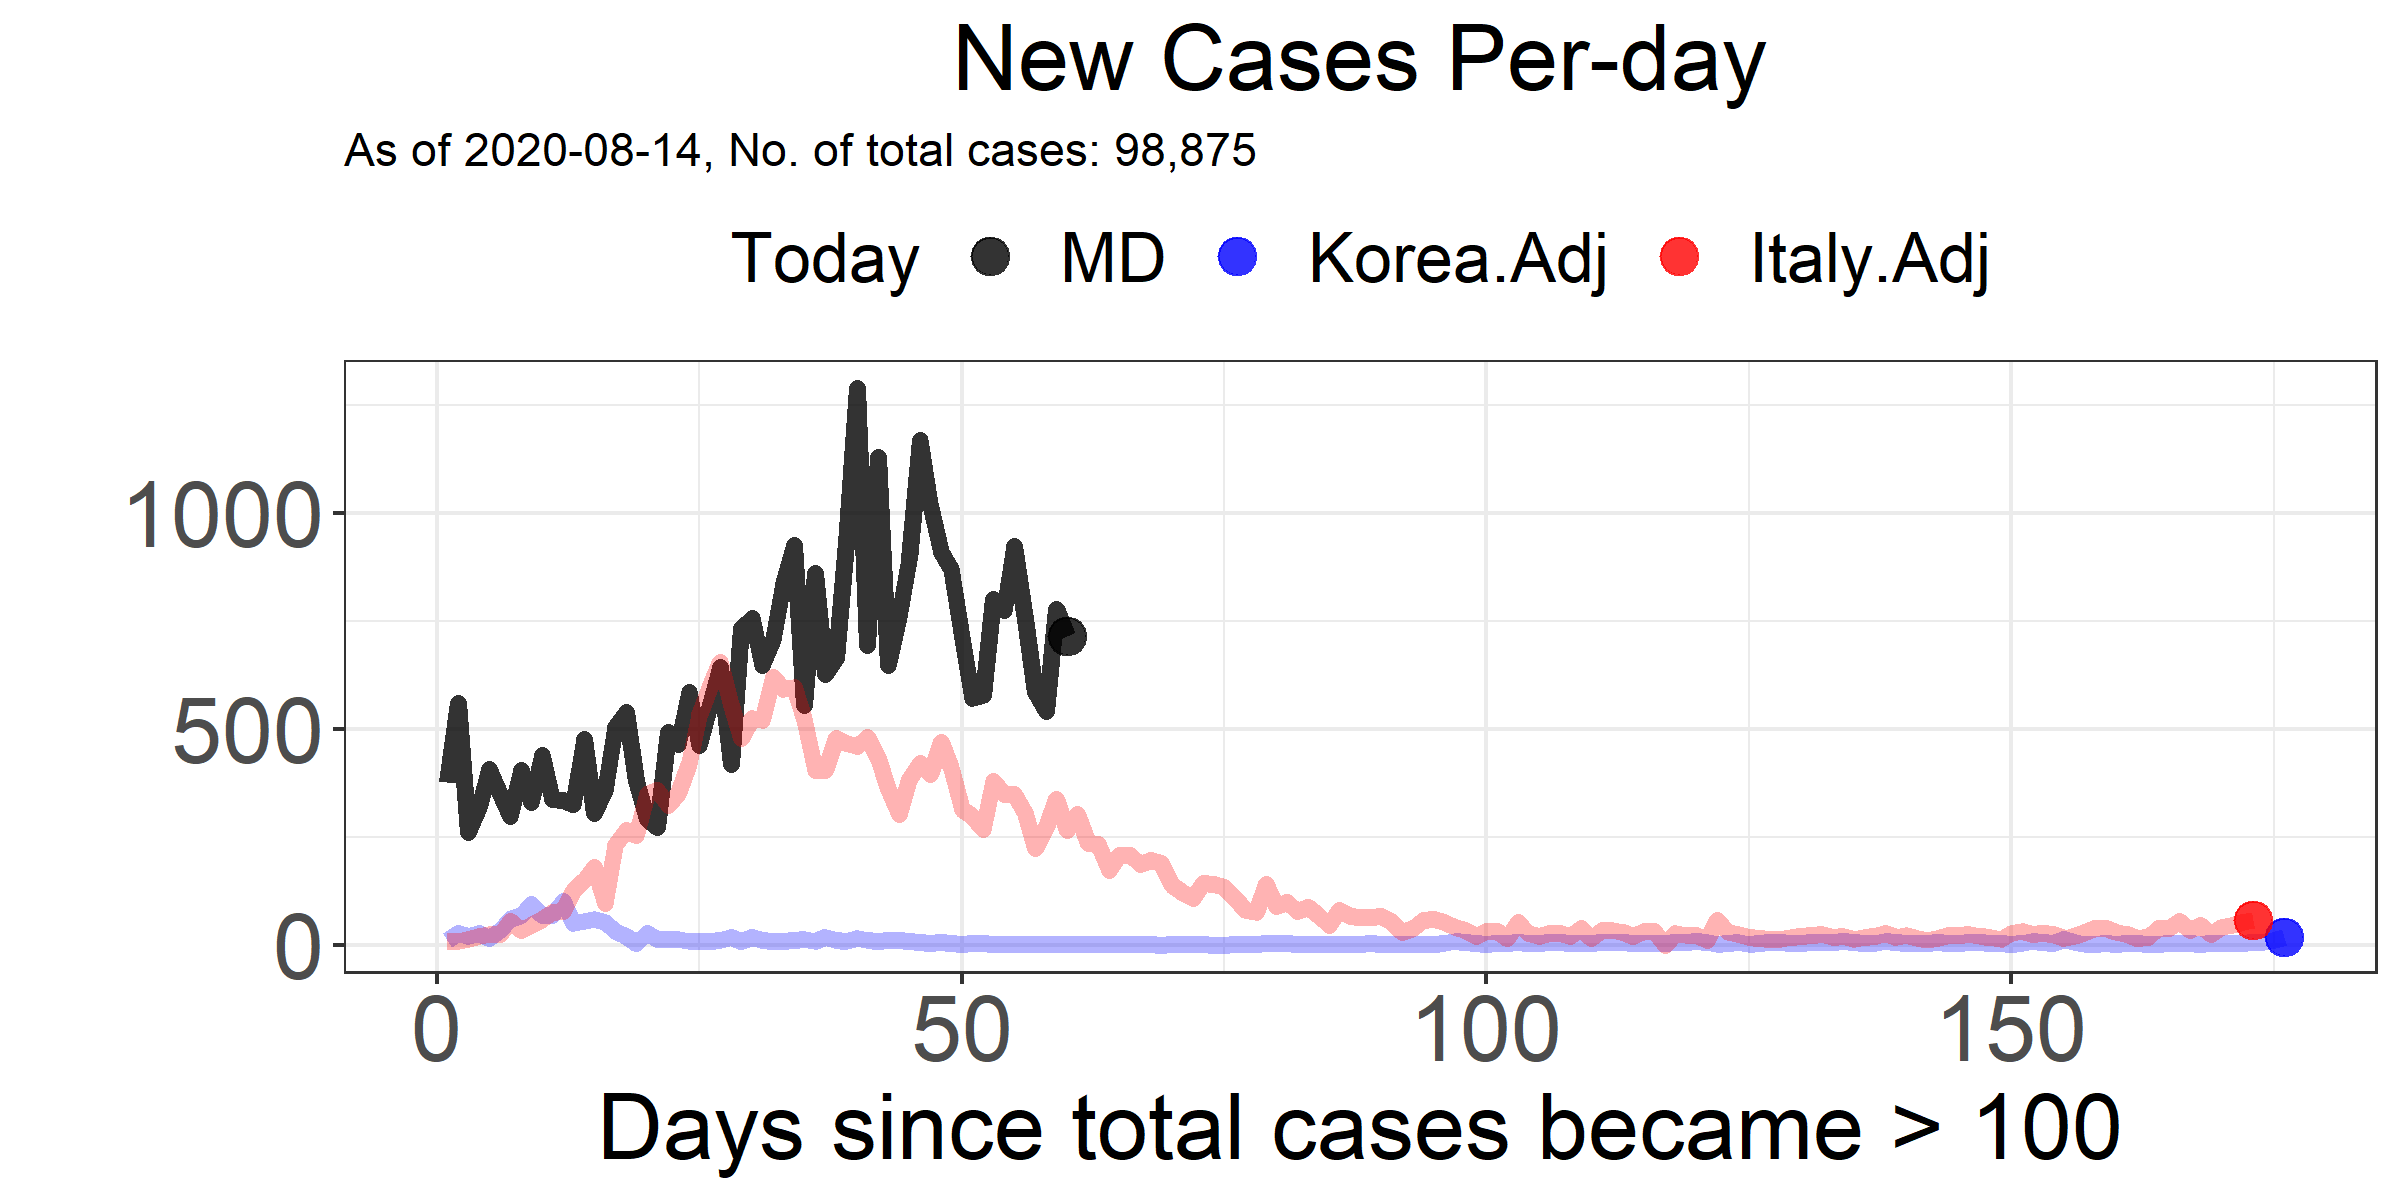 New Cases Per-day
As of 2020-08-14, No. of total cases: 98,875
Today MD Korea.Adj Italy.Adj
1000
500
0
0 50 100 150
Days since total cases became > 100